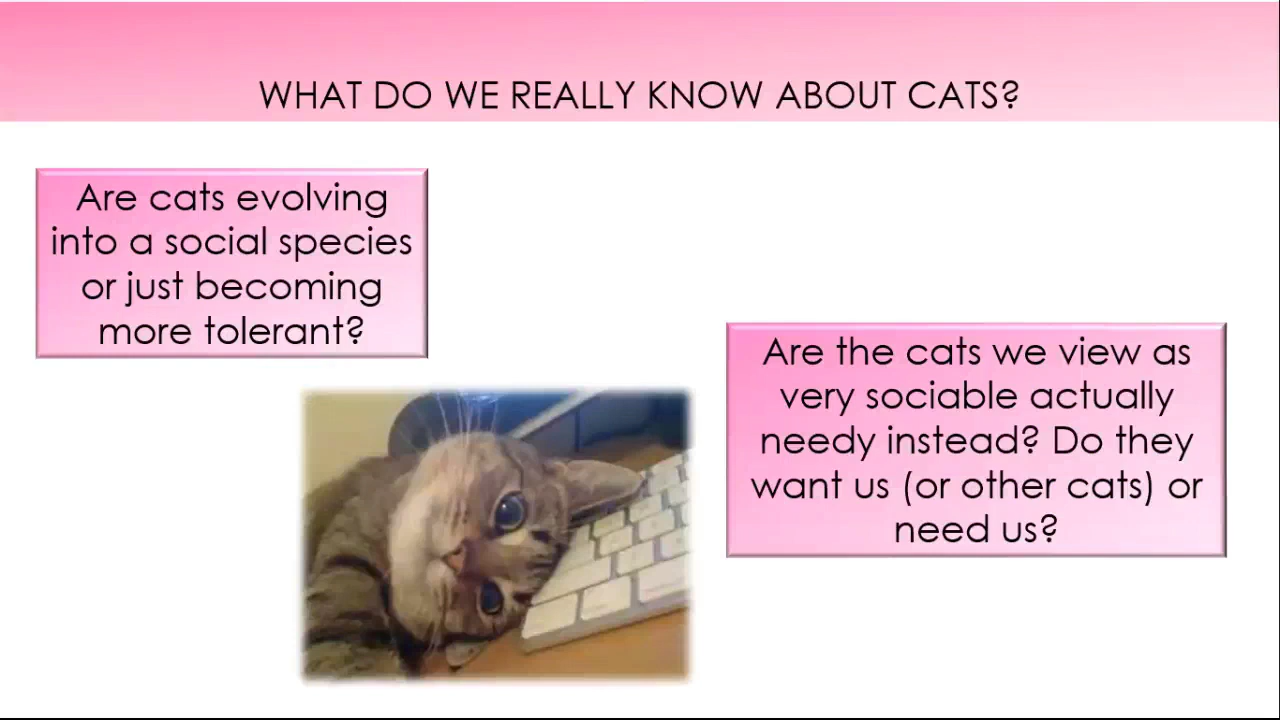 WHAT DO WE REALLY KNOW ABOUT CATS?
Are cats evolving
into a social species
or just becoming
more tolerant?
Are the cats we view as
very sociable actually
needy instead? Do they
want us (or other cats) or
need us?